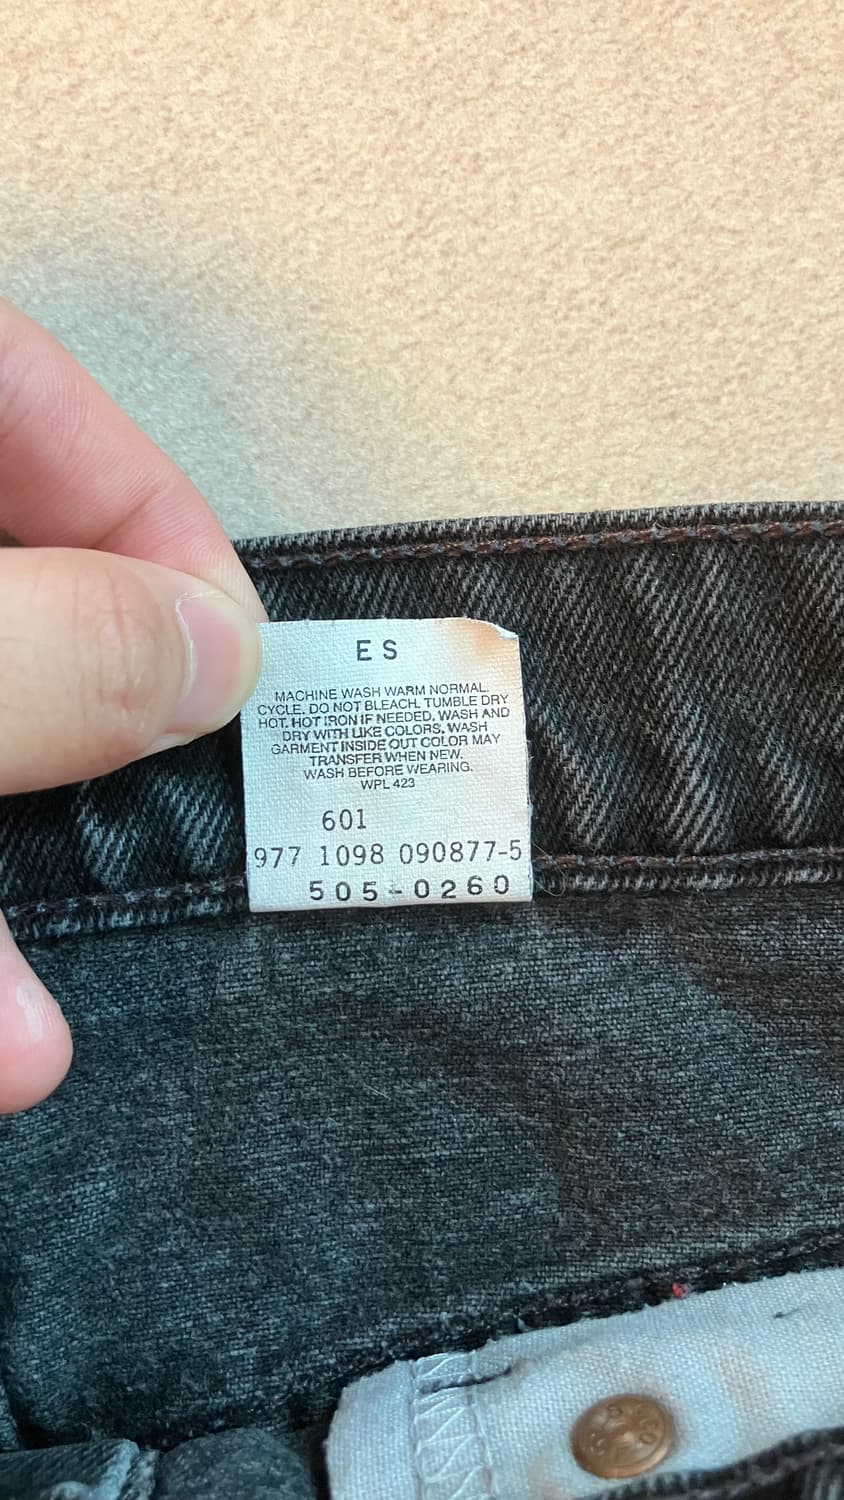 E S
MACHINE WASH WARM NORMAL
CYCLE. DO NOT BLEACH. TUMBLE DRY
HOT. HOT IRON IF NEEDED. WASH AND
DRY WITH LIKE COLORS. WASH
GARMENT INSIDE OUT COLOR MAY
TRANSFER WHEN NEW.
WASH BEFORE WEARING.
WPL 423
601
977 1098 090877-5
505-0260